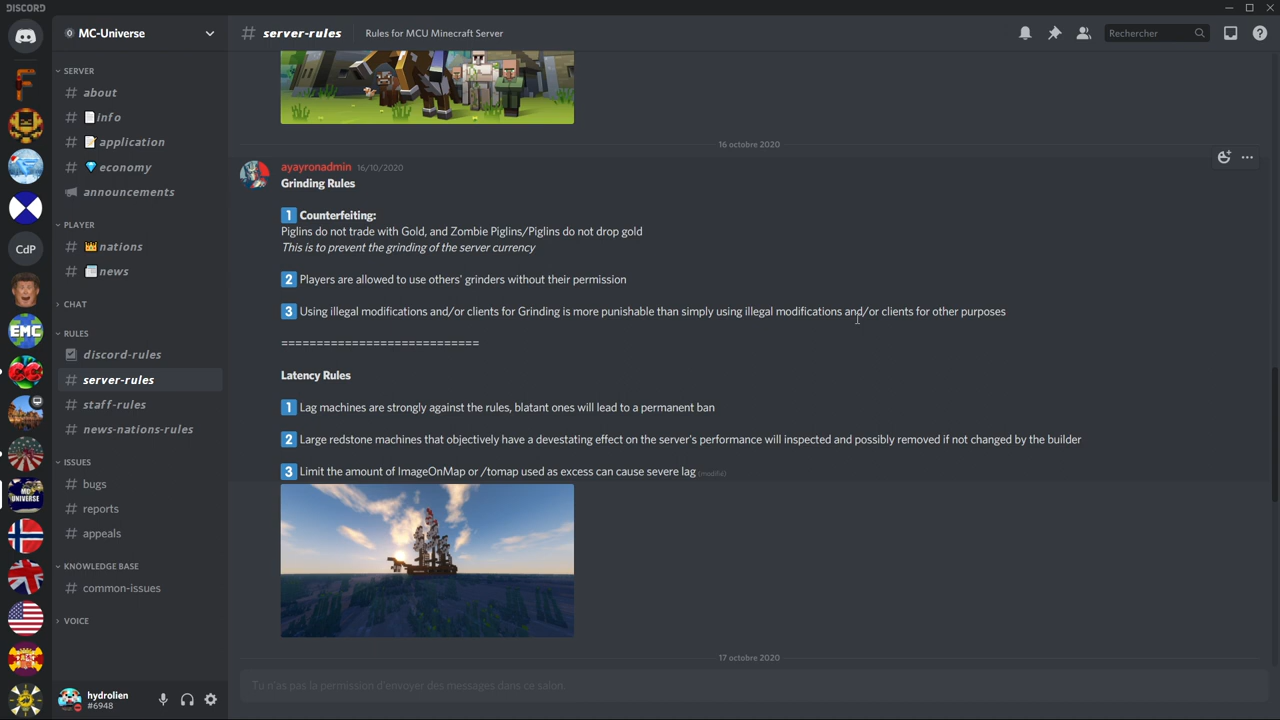 DISCORD
MC-Universe
# server-rules
Rules for MCU Minecraft Server
Rechercher
SERVER
# about
# info
# application
# economy
announcements
PLAYER
# nations
# news
CHAT
RULES
discord-rules
# server-rules
# staff-rules
# news-nations-rules
ISSUES
# bugs
# reports
# appeals
KNOWLEDGE BASE
# common-issues
VOICE
CdP
EMC
MC
UNIVERSE
hydrolien
#6948
16 octobre 2020
ayayronadmin 16/10/2020
Grinding Rules
1 Counterfeiting:
Piglins do not trade with Gold, and Zombie Piglins/Piglins do not drop gold
This is to prevent the grinding of the server currency
2 Players are allowed to use others' grinders without their permission
3 Using illegal modifications and/or clients for Grinding is more punishable than simply using illegal modifications and/or clients for other purposes
============================
Latency Rules
1 Lag machines are strongly against the rules, blatant ones will lead to a permanent ban
2 Large redstone machines that objectively have a devestating effect on the server's performance will inspected and possibly removed if not changed by the builder
3 Limit the amount of ImageOnMap or /tomap used as excess can cause severe lag (modifié)
17 octobre 2020
Tu n'as pas la permission d'envoyer des messages dans ce salon.